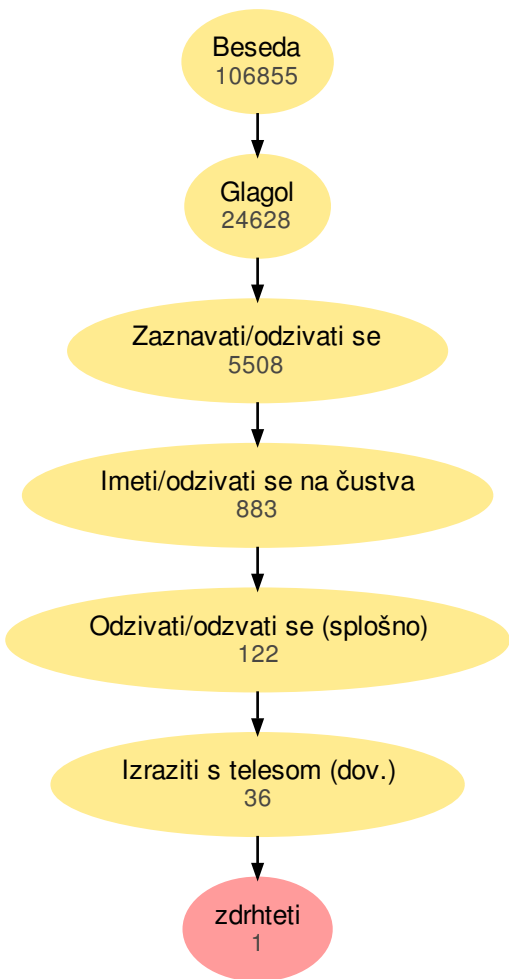 Beseda
106855
Glagol
24628
Zaznavati/odzivati se
5508
Imeti/odzivati se na čustva
883
Odzivati/odzvati se (splošno)
122
Izraziti s telesom (dov.)
36
zdrhteti
1